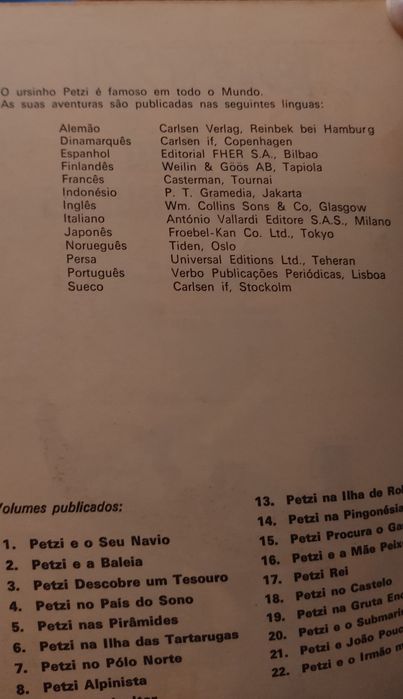 O ursinho Petzi é famoso em todo o Mundo.
As suas aventuras são publicadas nas seguintes linguas:
Alemão Carlsen Verlag, Reinbek bei Hamburg
Dinamarquês Carlsen if, Copenhagen
Espanhol Editorial FHER S.A., Bilbao
Finlandês Weilin & Göös AB, Tapiola
Francês Casterman, Tournai
Indonésio P. T. Gramedia, Jakarta
Inglês Wm. Collins Sons & Co, Glasgow
Italiano António Vallardi Editore S.A.S., Milano
Japonês Froebel-Kan Co. Ltd., Tokyo
Norueguês Tiden, Oslo
Persa Universal Editions Ltd., Teheran
Português Verbo Publicações Periódicas, Lisboa
Sueco Carlsen if, Stockolm
Volumes publicados:
1. Petzi e o Seu Navio
2. Petzi e a Baleia
3. Petzi Descobre um Tesouro
4. Petzi no País do Sono
5. Petzi nas Pirâmides
6. Petzi na Ilha das Tartarugas
7. Petzi no Pólo Norte
8. Petzi Alpinista
13. Petzi na Ilha de
14. Petzi na Pingonésia
15. Petzi Procura o
16. Petzi e a Mãe
17. Petzi Rei
18. Petzi no Castelo
19. Petzi na Gruta
20. Petzi e o
21. Petzi e João
22. Petzi e o Irmão